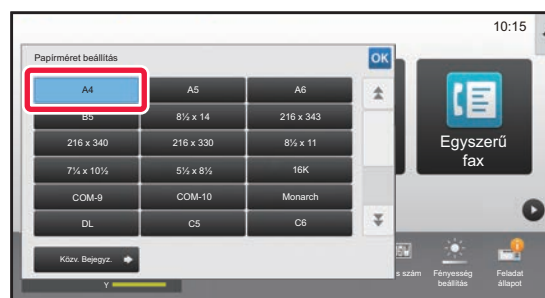 10:15
Papírméret beállítás
OK
A4 A5 A6
B5 8½ x 14 216 x 343
216 x 340 216 x 330 8½ x 11
7¼ x 10½ 5½ x 8½ 16K
COM-9 COM-10 Monarch
DL C5 C6
Közv. Bejegyz.
Egyszerű
fax
s szám Fényesség Feladat
beállítás állapot
Y